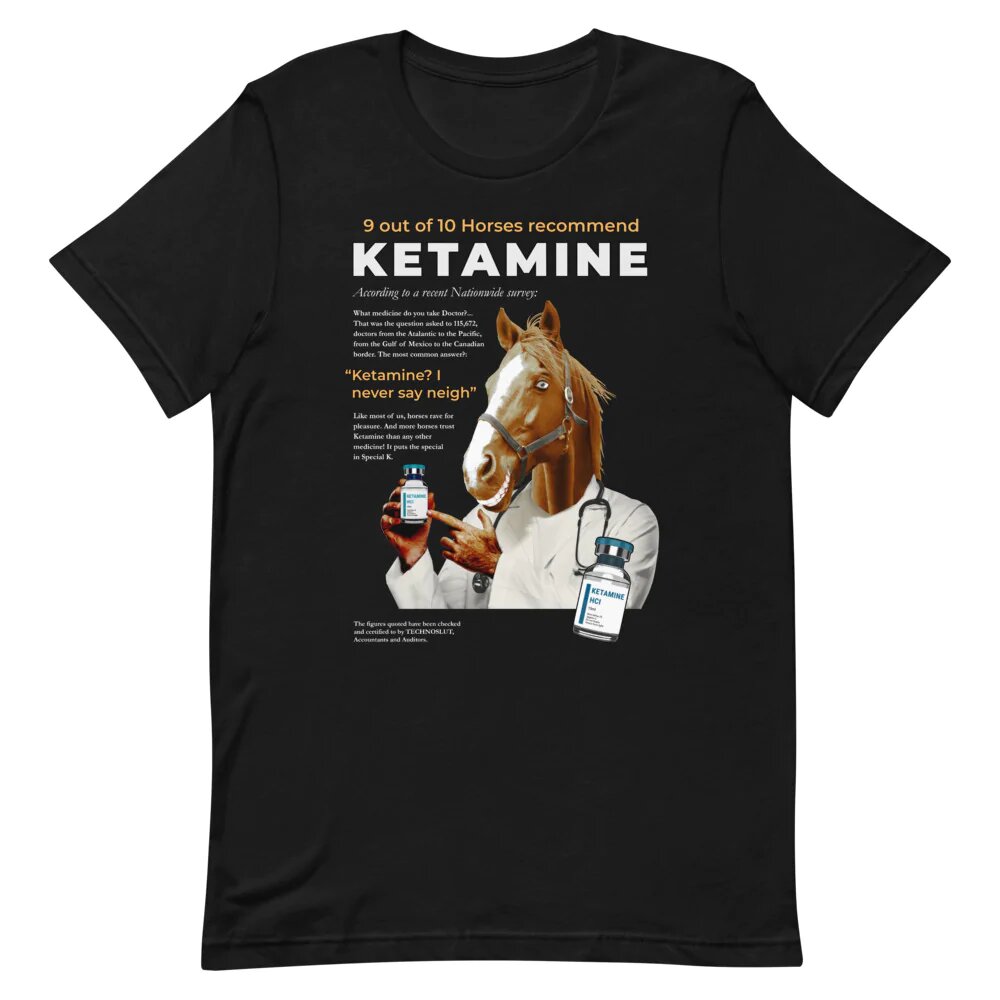 9 out of 10 Horses recommend
KETAMINE
According to a recent Nationwide survey:
What medicine do you take Doctor?...
That was the question asked to 115,672,
doctors from the Atalantic to the Pacific,
from the Gulf of Mexico to the Canadian
border. The most common answer?:
“Ketamine? I
never say neigh”
Like most of us, horses rave for
pleasure. And more horses trust
Ketamine than any other
medicine! It puts the special
in Special K.
KETAMINE
HCl
KETAMINE
HCl
10ml
The figures quoted have been checked
and certified to by TECHNOSLUT,
Accountants and Auditors.